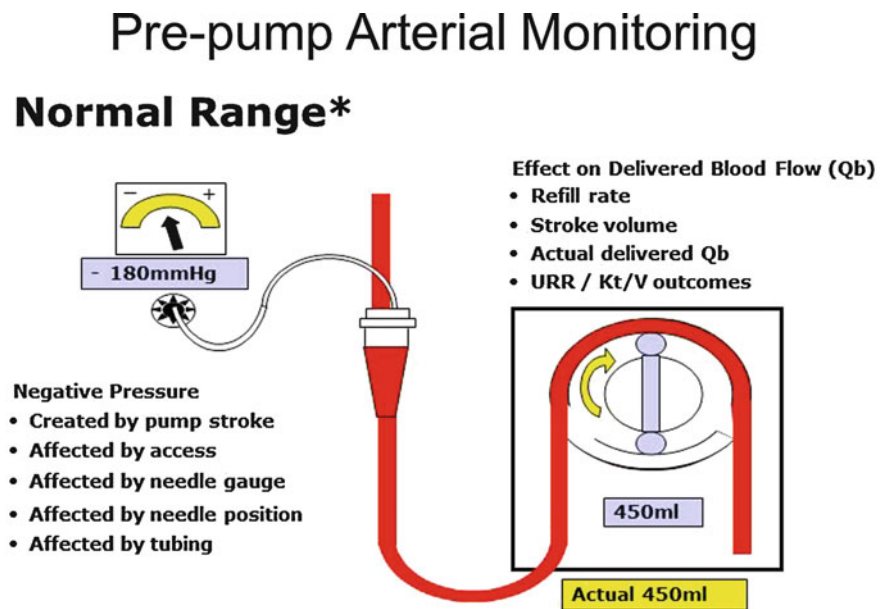 Pre-pump Arterial Monitoring
Normal Range*
− +
- 180mmHg
Negative Pressure
• Created by pump stroke
• Affected by access
• Affected by needle gauge
• Affected by needle position
• Affected by tubing
Effect on Delivered Blood Flow (Qb)
• Refill rate
• Stroke volume
• Actual delivered Qb
• URR / Kt/V outcomes
450ml
Actual 450ml